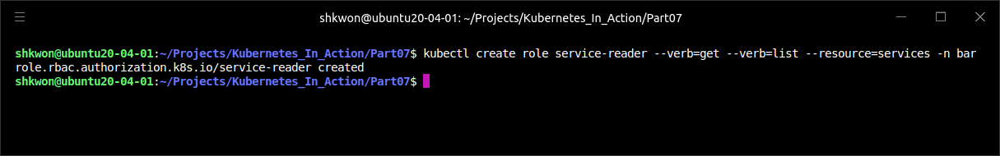 shkwon@ubuntu20-04-01: ~/Projects/Kubernetes_In_Action/Part07
shkwon@ubuntu20-04-01:~/Projects/Kubernetes_In_Action/Part07$ kubectl create role service-reader --verb=get --verb=list --resource=services -n bar
role.rbac.authorization.k8s.io/service-reader created
shkwon@ubuntu20-04-01:~/Projects/Kubernetes_In_Action/Part07$